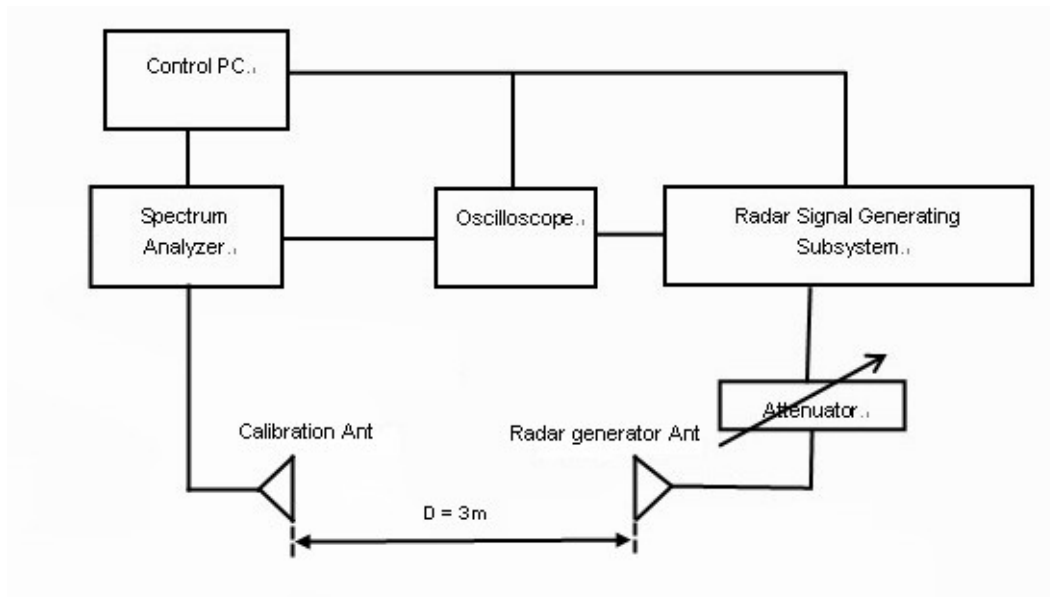 Control PC
Spectrum
Analyzer
Oscilloscope
Radar Signal Generating
Subsystem
Attenuator
Calibration Ant
Radar generator Ant
D = 3m